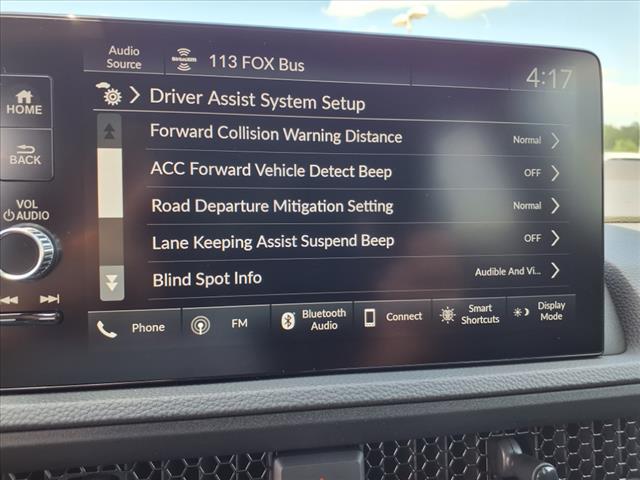 Audio Source
SiriusXM
113 FOX Bus
4:17
HOME
Driver Assist System Setup
Forward Collision Warning Distance
Normal
BACK
ACC Forward Vehicle Detect Beep
OFF
VOL
AUDIO
Road Departure Mitigation Setting
Normal
Lane Keeping Assist Suspend Beep
OFF
Blind Spot Info
Audible And Vi...
Phone
FM
Bluetooth
Audio
Connect
Smart
Shortcuts
Display
Mode